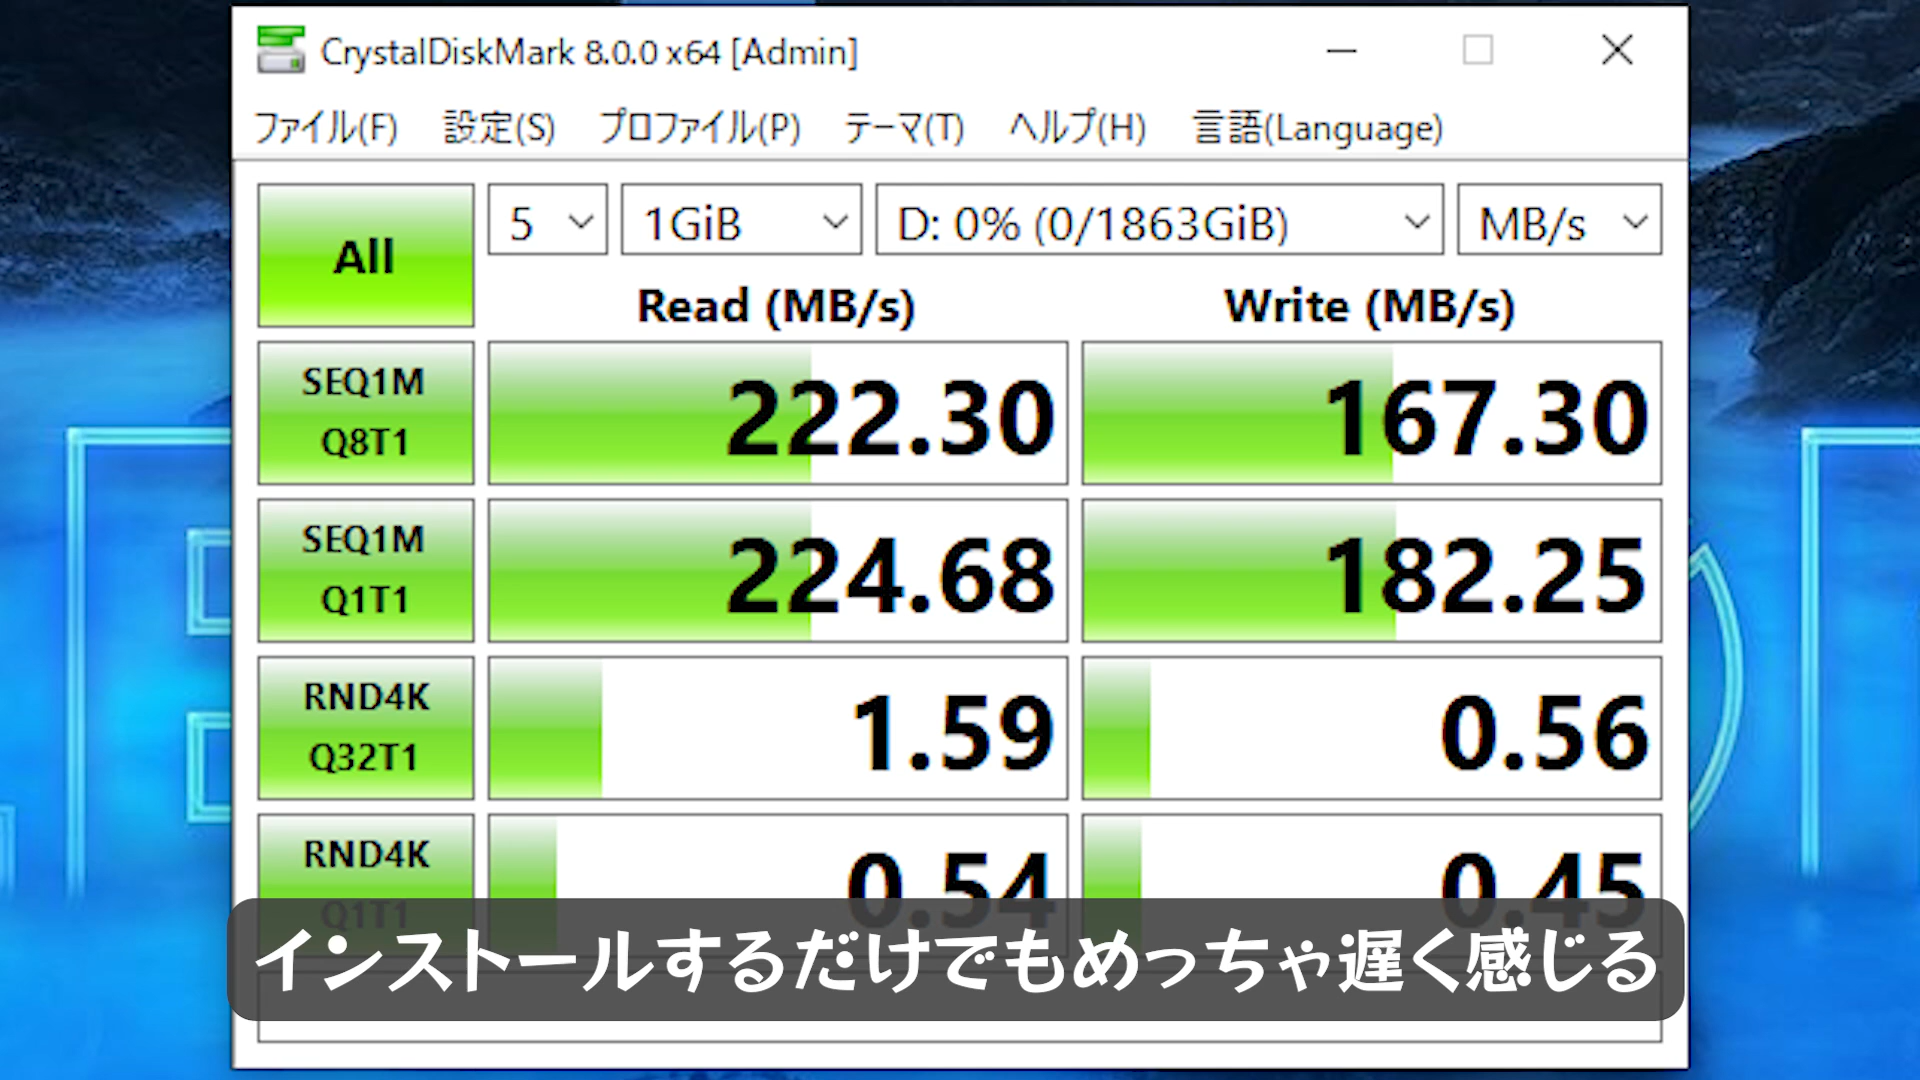 CrystalDiskMark 8.0.0 x64 [Admin]
ファイル(F) 設定(S) プロファイル(P) テーマ(T) ヘルプ(H) 言語(Language)
All 5 1GiB D: 0% (0/1863GiB) MB/s
Read (MB/s) Write (MB/s)
SEQ1M
Q8T1 222.30 167.30
SEQ1M
Q1T1 224.68 182.25
RND4K
Q32T1 1.59 0.56
RND4K
Q1T1 0.54 0.45
インストールするだけでもめっちゃ遅く感じる